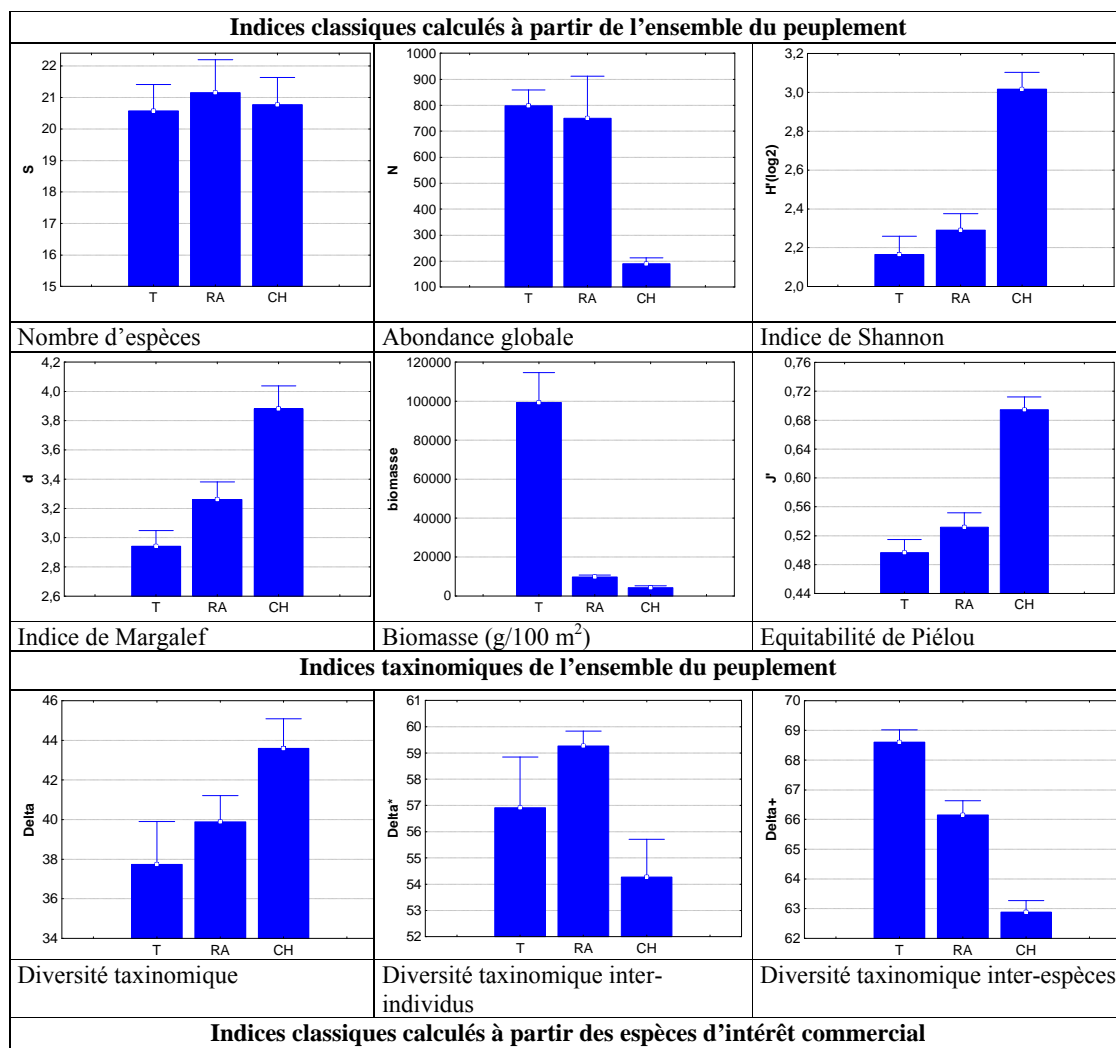 Indices classiques calculés à partir de l'ensemble du peuplement
S
22
21
20
19
18
17
16
15
T RA CH
Nombre d'espèces
N
1000
900
800
700
600
500
400
300
200
100
T RA CH
Abondance globale
H'(log2)
3,2
3,0
2,8
2,6
2,4
2,2
2,0
T RA CH
Indice de Shannon
d
4,2
4,0
3,8
3,6
3,4
3,2
3,0
2,8
2,6
T RA CH
Indice de Margalef
biomasse
120000
100000
80000
60000
40000
20000
0
T RA CH
Biomasse (g/100 m²)
J'
0,76
0,72
0,68
0,64
0,60
0,56
0,52
0,48
0,44
T RA CH
Equitabilité de Piélou
Indices taxinomiques de l'ensemble du peuplement
Delta
46
44
42
40
38
36
34
T RA CH
Diversité taxinomique
Delta*
61
60
59
58
57
56
55
54
53
52
T RA CH
Diversité taxinomique inter-
individus
Delta+
70
69
68
67
66
65
64
63
62
T RA CH
Diversité taxinomique inter-espèces
Indices classiques calculés à partir des espèces d'intérêt commercial